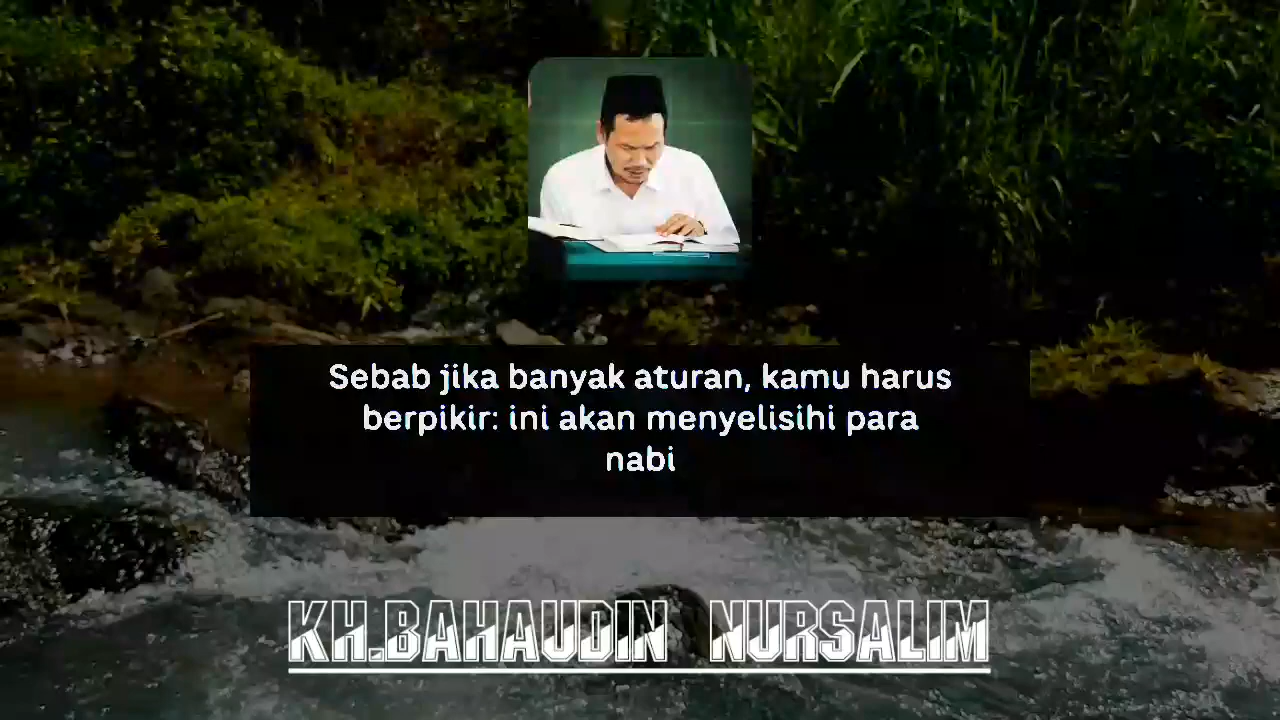 Sebab jika banyak aturan, kamu harus
berpikir: ini akan menyelisihi para
nabi
KH.BAHAUDIN NURSALIM